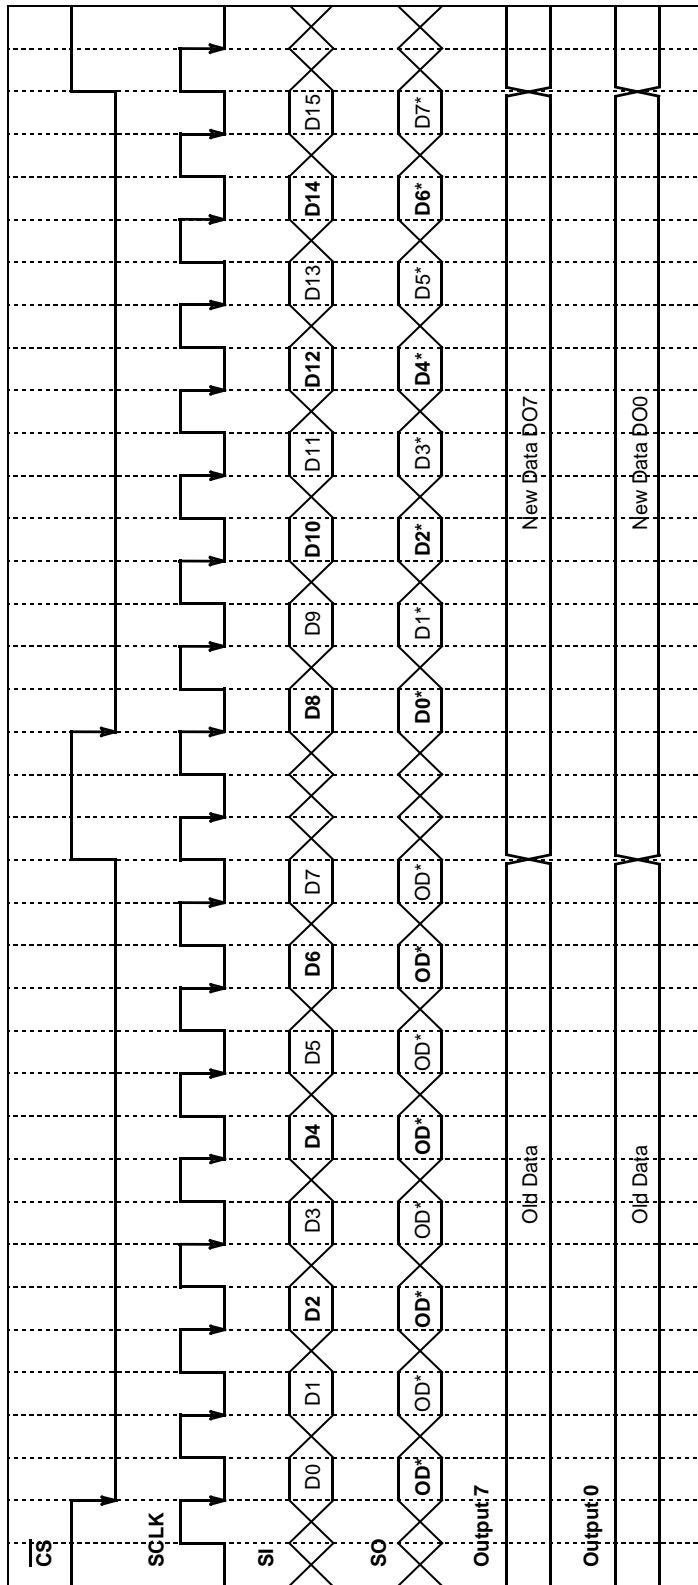 CS
SCLK
SI D0 D1 D2 D3 D4 D5 D6 D7 D8 D9 D10 D11 D12 D13 D14 D15
SO OD* OD* OD* OD* OD* OD* OD* OD* D0* D1* D2* D3* D4* D5* D6* D7*
Output 7 Old Data New Data DO7
Output 0 Old Data New Data DO0